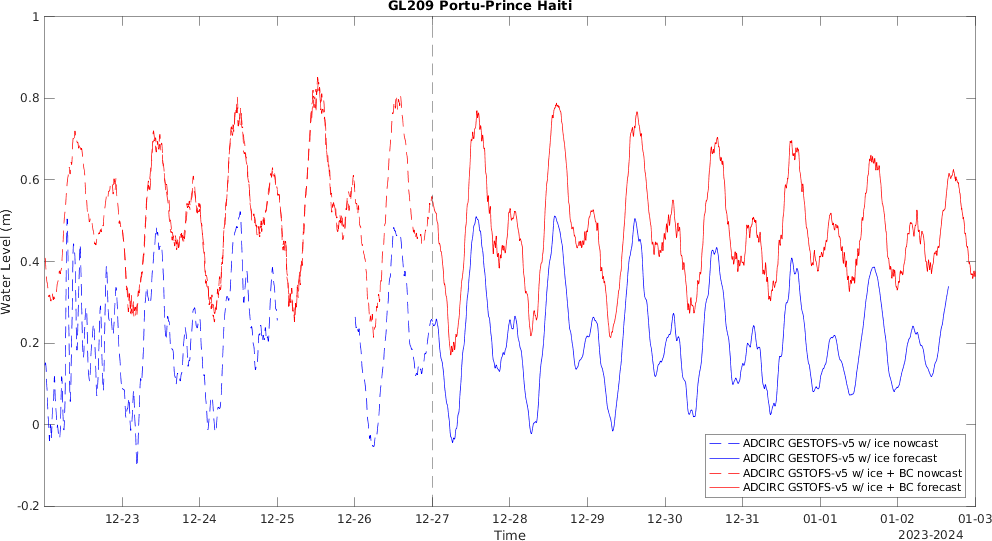 GL209 Portu-Prince Haiti
1
0.8
0.6
0.4
0.2
0
-0.2
Water Level (m)
12-23 12-24 12-25 12-26 12-27 12-28 12-29 12-30 12-31 01-01 01-02 01-03
Time
2023-2024
ADCIRC GESTOFS-v5 w/ ice nowcast
ADCIRC GESTOFS-v5 w/ ice forecast
ADCIRC GSTOFS-v5 w/ ice + BC nowcast
ADCIRC GSTOFS-v5 w/ ice + BC forecast